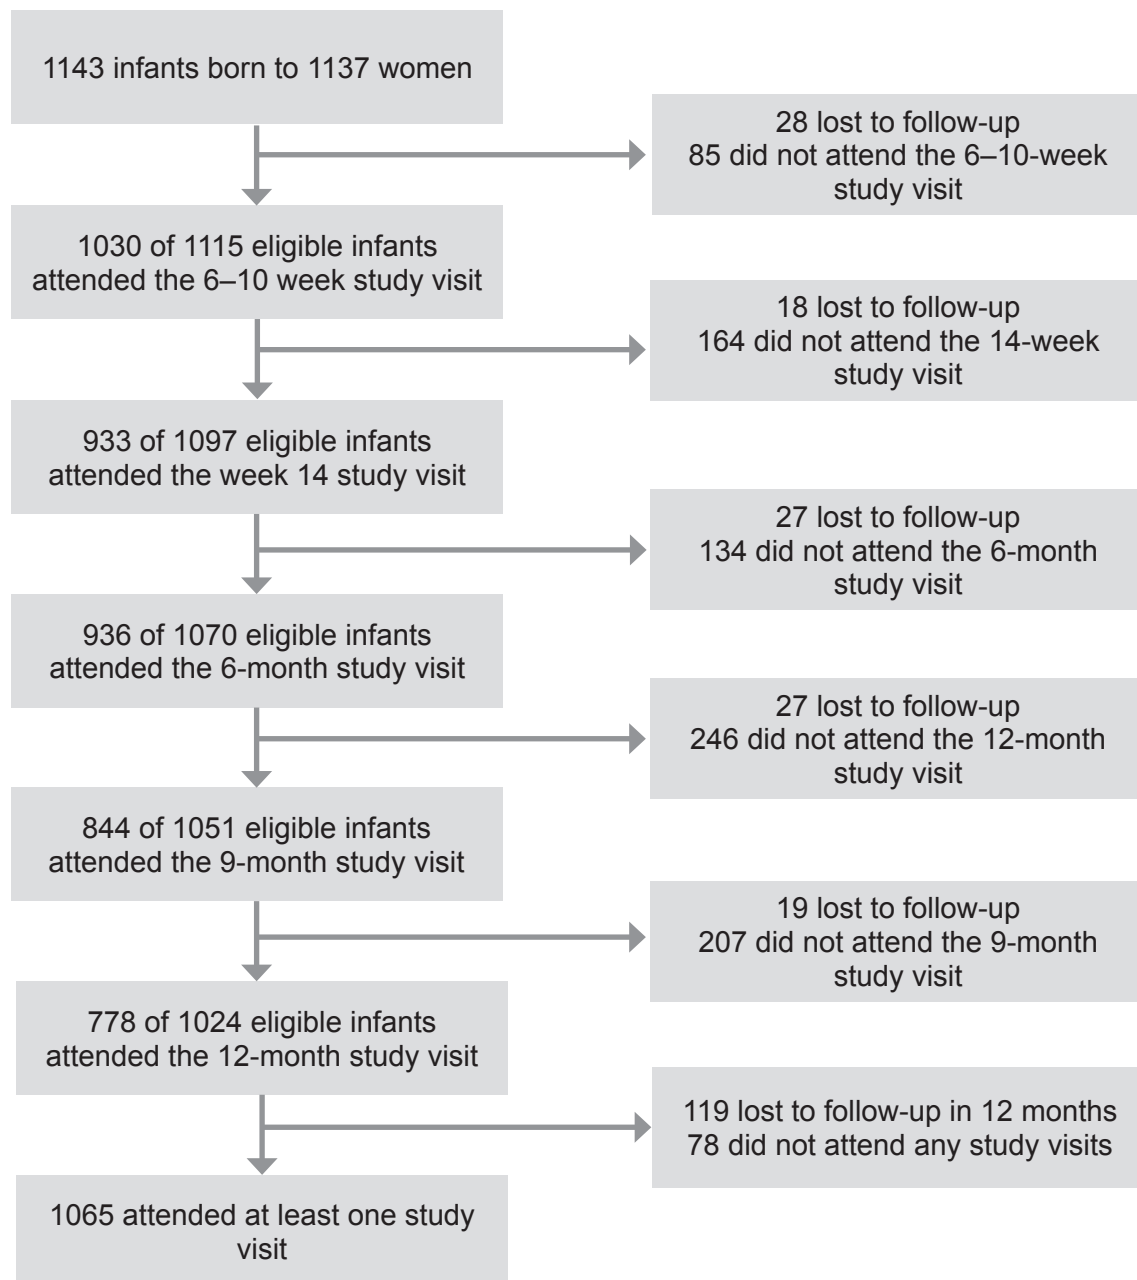 1143 infants born to 1137 women
28 lost to follow-up
85 did not attend the 6–10-week
study visit
1030 of 1115 eligible infants
attended the 6–10 week study visit
18 lost to follow-up
164 did not attend the 14-week
study visit
933 of 1097 eligible infants
attended the week 14 study visit
27 lost to follow-up
134 did not attend the 6-month
study visit
936 of 1070 eligible infants
attended the 6-month study visit
27 lost to follow-up
246 did not attend the 12-month
study visit
844 of 1051 eligible infants
attended the 9-month study visit
19 lost to follow-up
207 did not attend the 9-month
study visit
778 of 1024 eligible infants
attended the 12-month study visit
119 lost to follow-up in 12 months
78 did not attend any study visits
1065 attended at least one study
visit